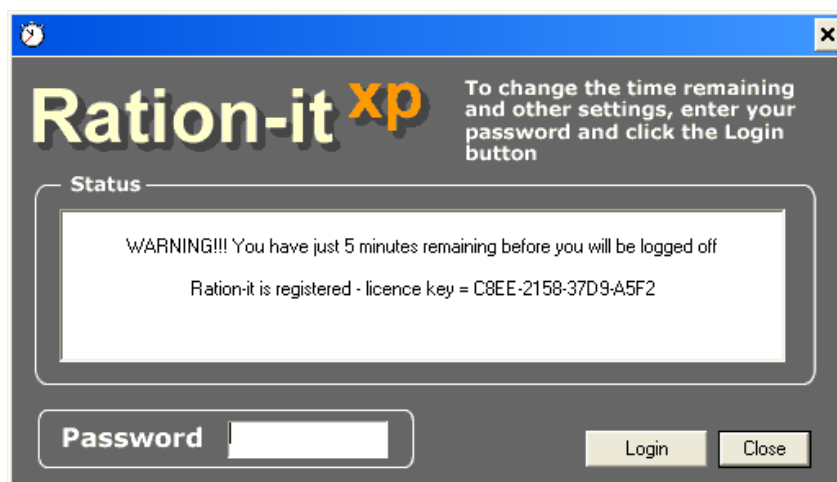 Ration-it xp
To change the time remaining
and other settings, enter your
password and click the Login
button
Status
WARNING!!! You have just 5 minutes remaining before you will be logged off
Ration-it is registered - licence key = C8EE-2158-37D9-A5F2
Password
Login
Close